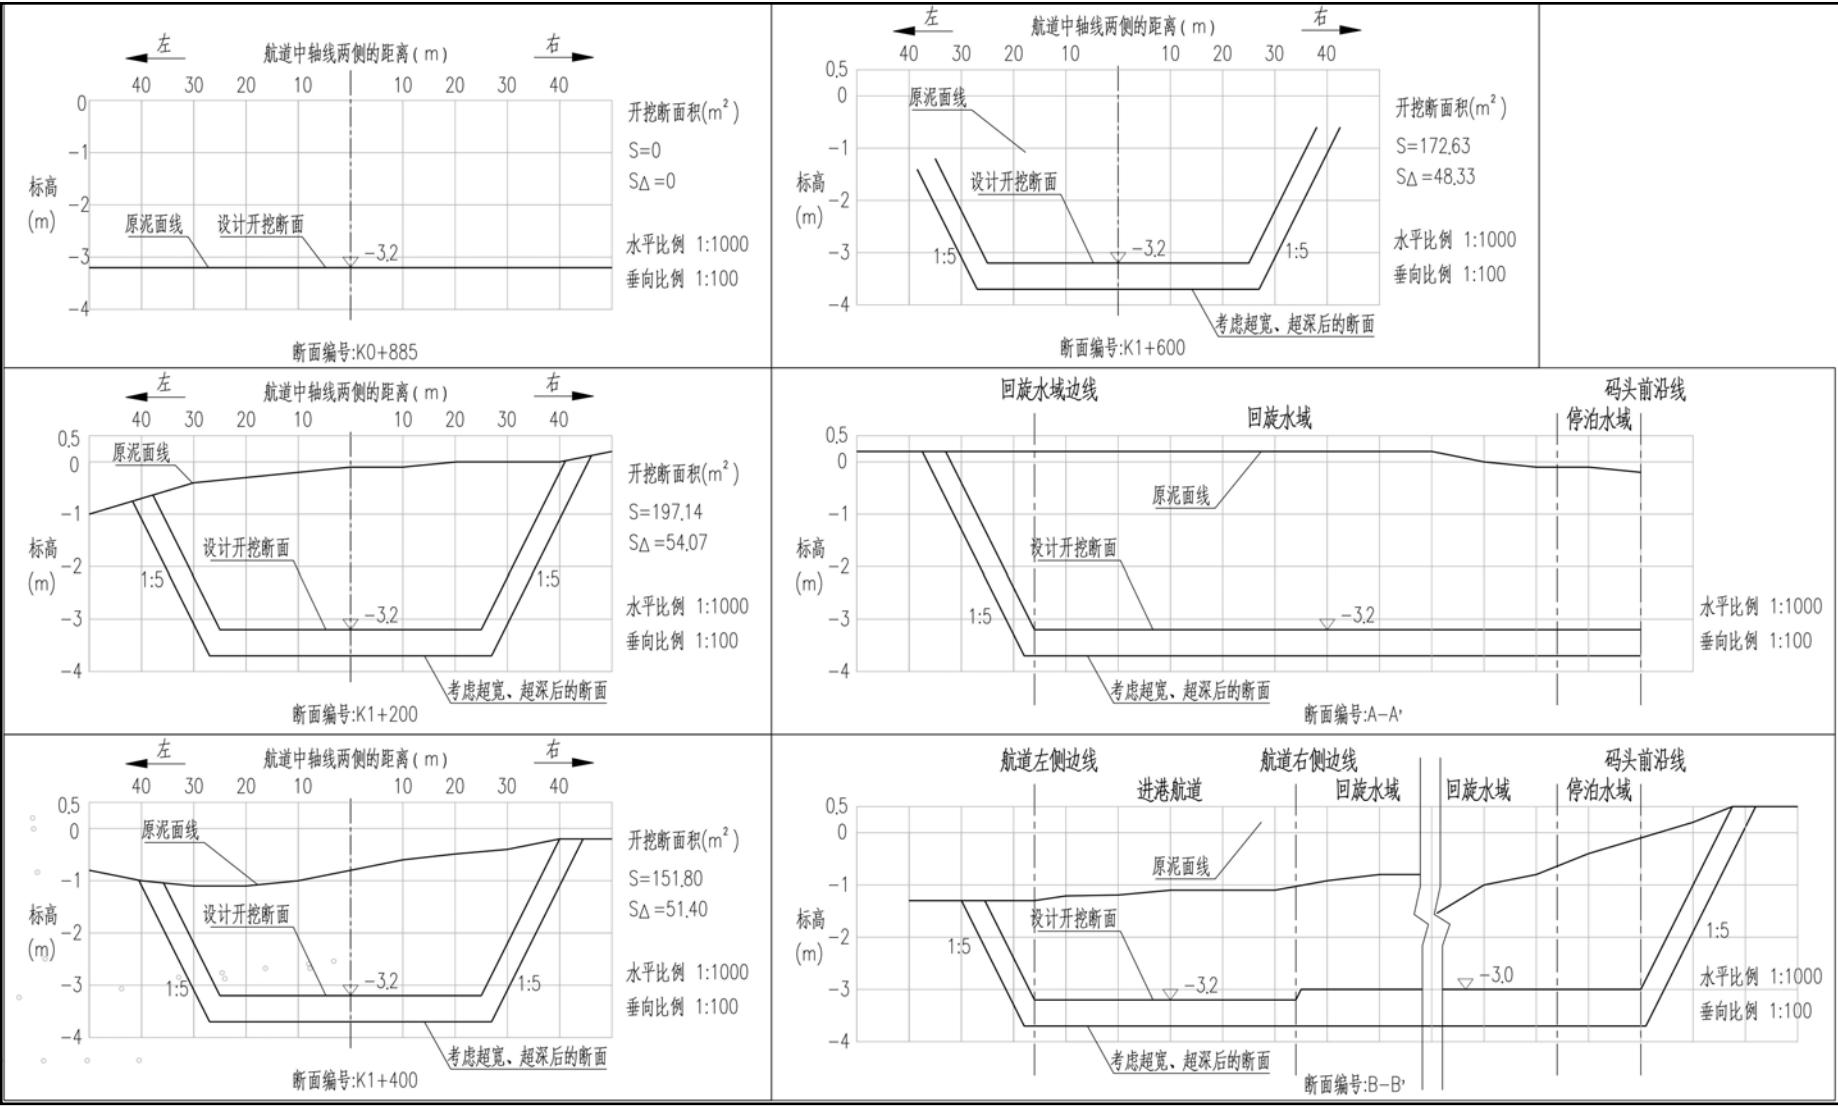 左
航道中轴线两侧的距离(m)
右
40 30 20 10 10 20 30 40
0
-1
-2
-3
-4
标高
(m)
原泥面线
设计开挖断面
-3.2
开挖断面积(m²)
S=0
SΔ=0
水平比例 1:1000
垂向比例 1:100
断面编号:K0+885
左
航道中轴线两侧的距离(m)
右
40 30 20 10 10 20 30 40
0.5
0
-1
-2
-3
-4
标高
(m)
原泥面线
设计开挖断面
-3.2
1:5
1:5
考虑超宽、超深后的断面
开挖断面积(m²)
S=172.63
SΔ=48.33
水平比例 1:1000
垂向比例 1:100
断面编号:K1+600
左
航道中轴线两侧的距离(m)
右
40 30 20 10 10 20 30 40
0.5
0
-1
-2
-3
-4
标高
(m)
原泥面线
设计开挖断面
-3.2
1:5
1:5
考虑超宽、超深后的断面
开挖断面积(m²)
S=197.14
SΔ=54.07
水平比例 1:1000
垂向比例 1:100
断面编号:K1+200
回旋水域边线
码头前沿线
回旋水域
停泊水域
0.5
0
-1
-2
-3
-4
标高
(m)
原泥面线
设计开挖断面
-3.2
1:5
考虑超宽、超深后的断面
水平比例 1:1000
垂向比例 1:100
断面编号:A-A'
左
航道中轴线两侧的距离(m)
右
40 30 20 10 10 20 30 40
0.5
0
-1
-2
-3
-4
标高
(m)
原泥面线
设计开挖断面
-3.2
1:5
1:5
考虑超宽、超深后的断面
开挖断面积(m²)
S=151.80
SΔ=51.40
水平比例 1:1000
垂向比例 1:100
断面编号:K1+400
航道左侧边线
航道右侧边线
码头前沿线
进港航道
回旋水域
回旋水域
停泊水域
0.5
0
-1
-2
-3
-4
标高
(m)
原泥面线
设计开挖断面
-3.2
-3.0
1:5
1:5
考虑超宽、超深后的断面
水平比例 1:1000
垂向比例 1:100
断面编号:B-B'